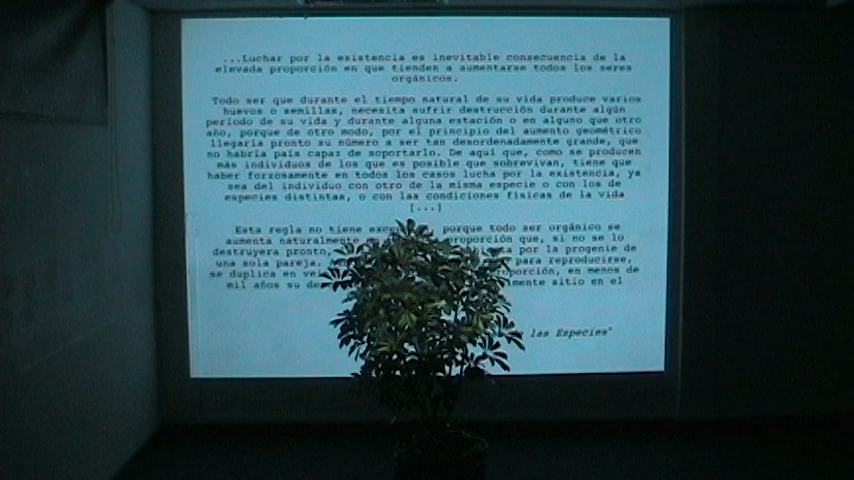 ...Luchar por la existencia es inevitable consecuencia de la
elevada proporción en que tienden a aumentarse todos los seres
orgánicos.
Todo ser que durante el tiempo natural de su vida produce varios
huevos o semillas, necesita sufrir destrucción durante algún
período de su vida y durante alguna estación o en alguno que otro
año, porque de otro modo, por el principio del aumento geométrico
llegaría pronto su número a ser tan desordenadamente grande, que
no habría país capaz de soportarlo. De aquí que, como se producen
más individuos de los que es posible que sobrevivan, tiene que
haber forzosamente en todos los casos lucha por la existencia, ya
sea del individuo con otro de la misma especie o con los de
especies distintas, o con las condiciones físicas de la vida
[...]
Esta regla no tiene porque todo ser orgánico se
aumenta naturalmente proporción que, si no se lo
destruyera pronto, por la progenie de
una sola pareja. para reproducirse,
se duplica en en menos de
mil años su sitio en el
las Especies"